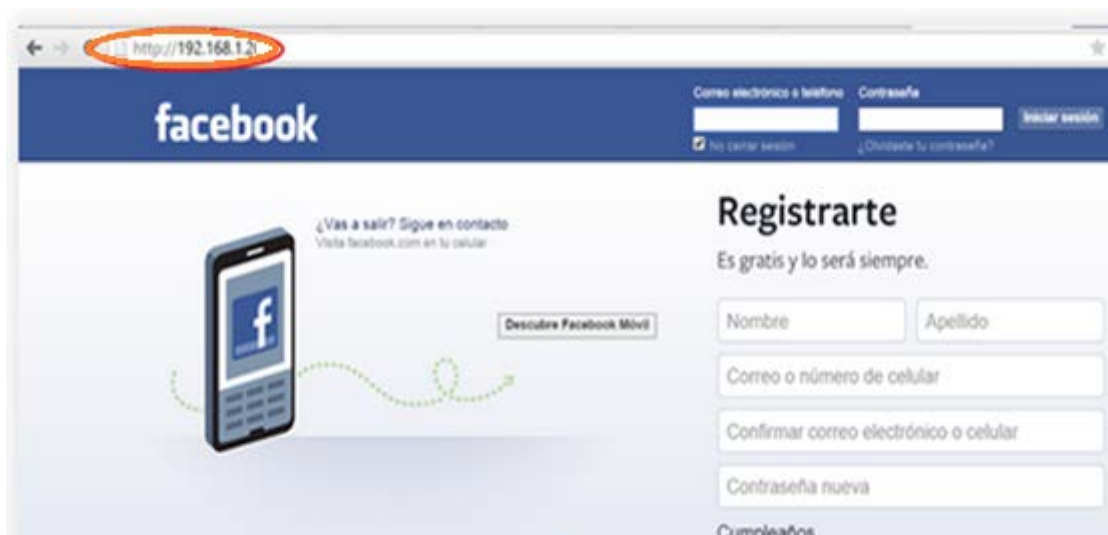 http://192.168.1.2
facebook
Correo electrónico o teléfono
Contraseña
No cerrar sesión
¿Olvidaste tu contraseña?
Iniciar sesión
¿Vas a salir? Sigue en contacto
Visita facebook.com en tu celular
Descubre Facebook Móvil
Registrarte
Es gratis y lo será siempre.
Nombre
Apellido
Correo o número de celular
Confirmar correo electrónico o celular
Contraseña nueva
Cumpleaños